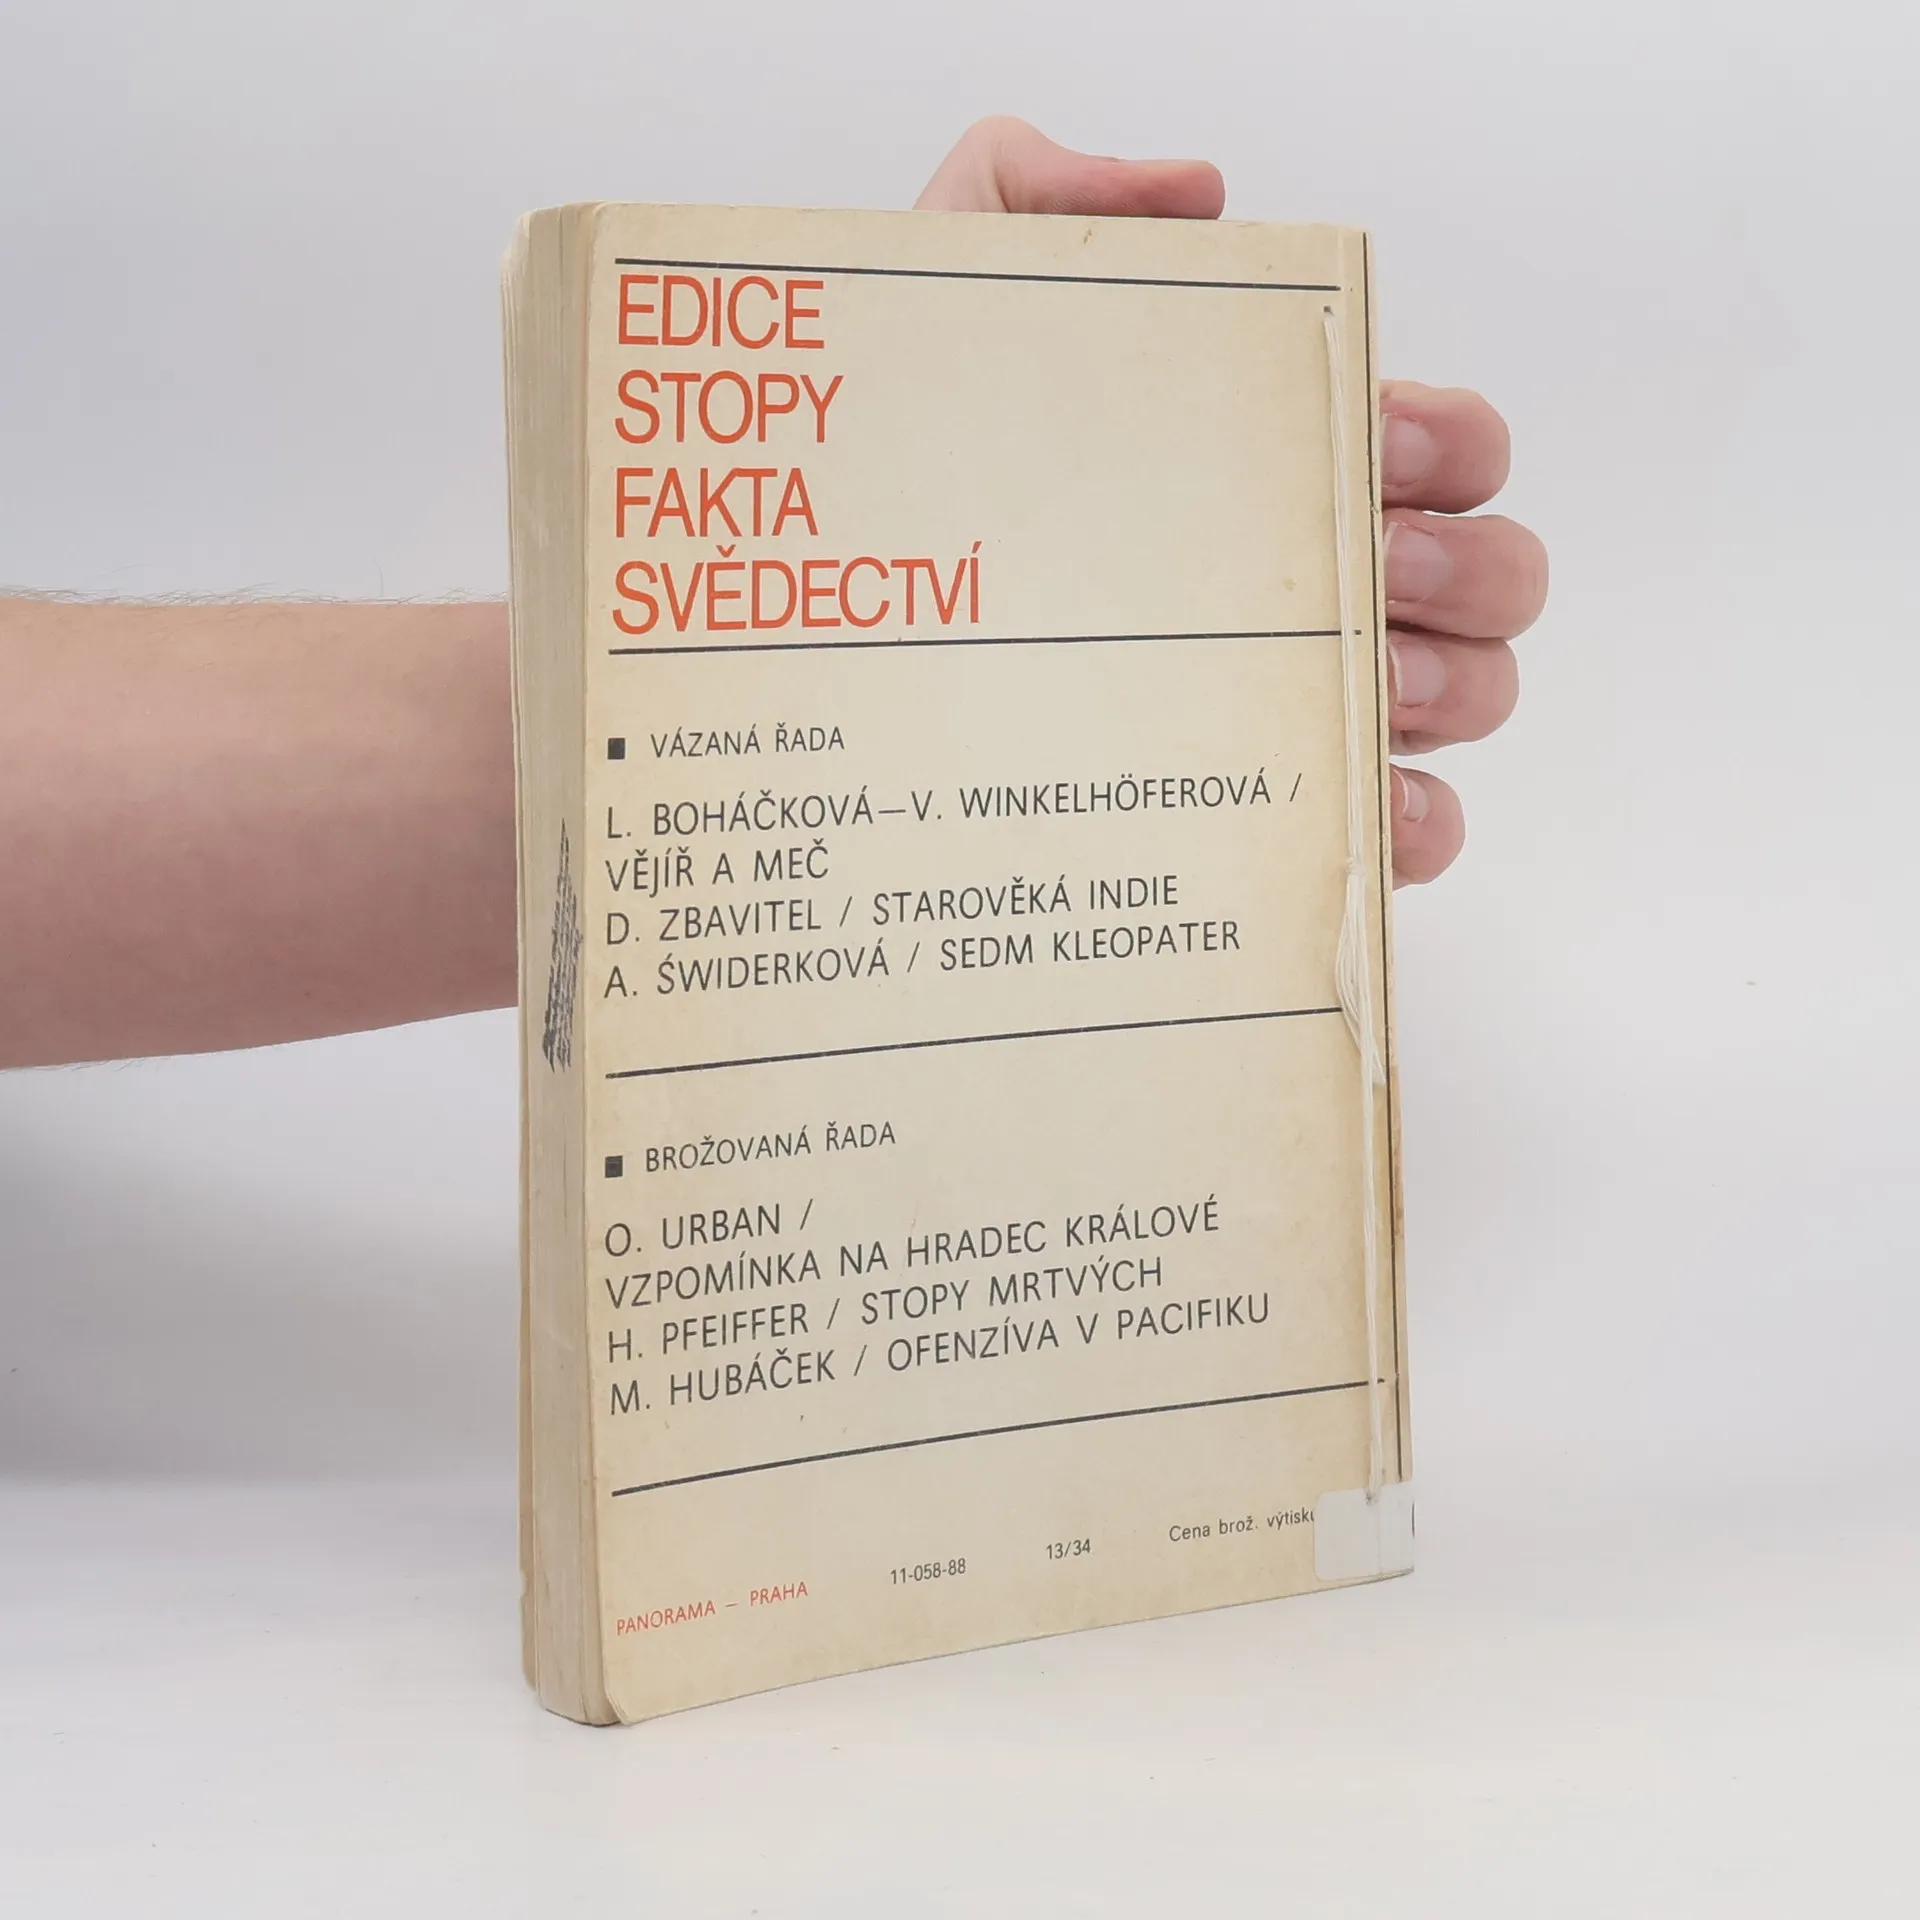 EDICE
STOPY
FAKTA
SVĚDECTVÍ
■ VÁZANÁ ŘADA
L. BOHÁČKOVÁ—V. WINKELHÖFEROVÁ /
VĚJÍŘ A MEČ
D. ZBAVITEL / STAROVĚKÁ INDIE
A. ŚWIDERKOVÁ / SEDM KLEOPATER
■ BROŽOVANÁ ŘADA
O. URBAN /
VZPOMÍNKA NA HRADEC KRÁLOVÉ
H. PFEIFFER / STOPY MRTVÝCH
M. HUBÁČEK / OFENZÍVA V PACIFIKU
PANORAMA – PRAHA 11-058-88 13/34 Cena brož. výtisku